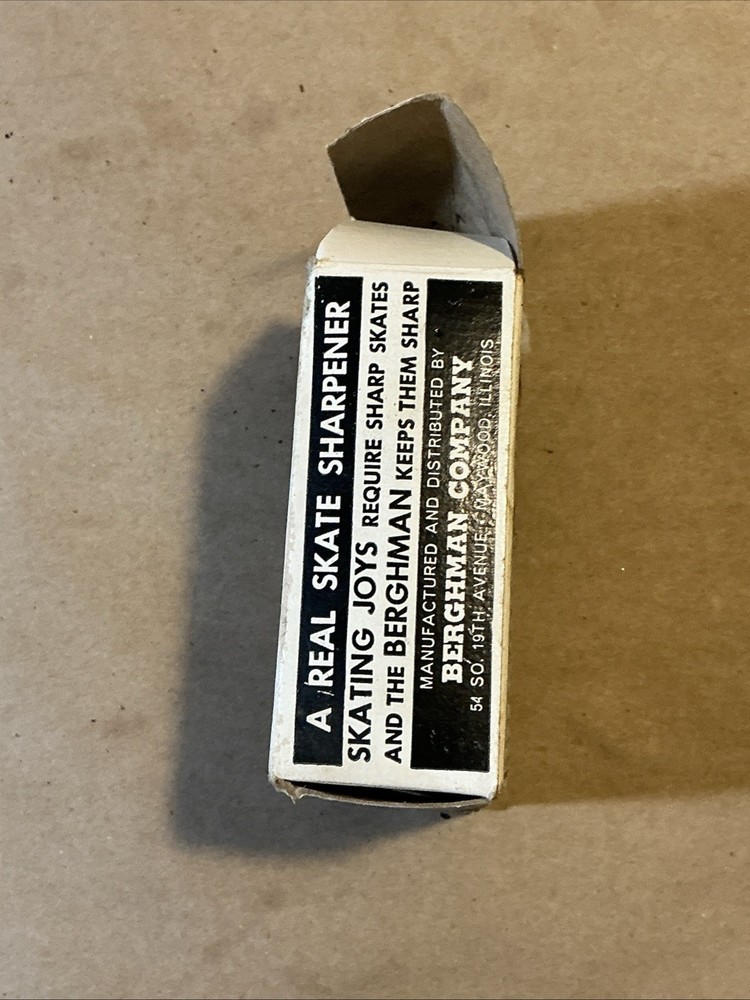 A REAL SKATE SHARPENER
SKATING JOYS REQUIRE SHARP SKATES
AND THE BERGHMAN KEEPS THEM SHARP
MANUFACTURED AND DISTRIBUTED BY
BERGHMAN COMPANY
54 SO. 19TH AVENUE, MAYWOOD, ILLINOIS